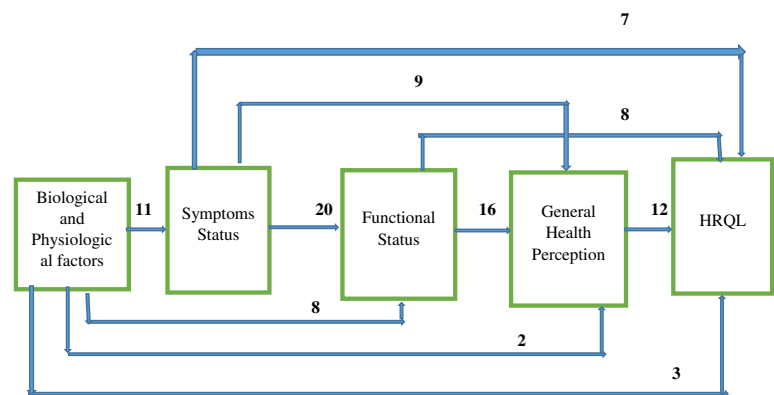 7
9
8
Biological
and
Physiologic
al factors
11
Symptoms
Status
20
Functional
Status
16
General
Health
Perception
12
HRQL
8
2
3